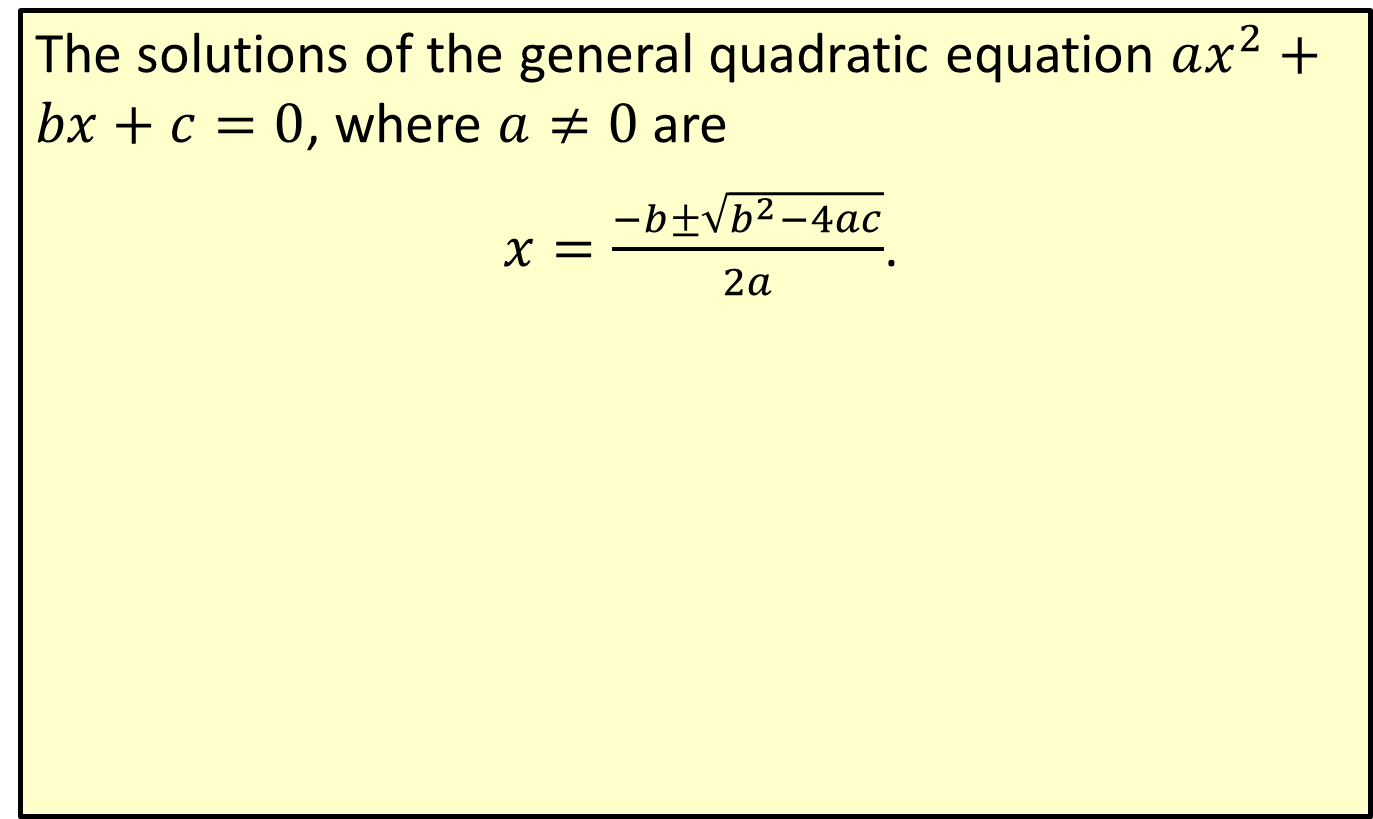 The solutions of the general quadratic equation 𝑎𝑥² +
𝑏𝑥 + 𝑐 = 0, where 𝑎 ≠ 0 are
𝑥 = (−𝑏±√(𝑏²−4𝑎𝑐))/(2𝑎).